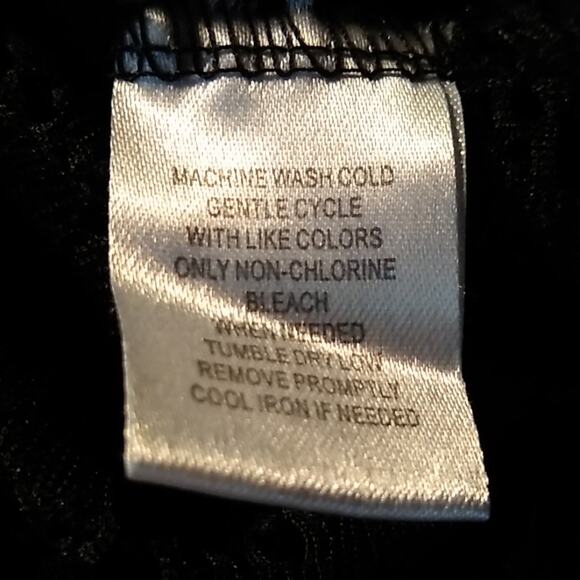 MACHINE WASH COLD
GENTLE CYCLE
WITH LIKE COLORS
ONLY NON-CHLORINE
BLEACH
WHEN NEEDED
TUMBLE DRY LOW
REMOVE PROMPTLY
COOL IRON IF NEEDED